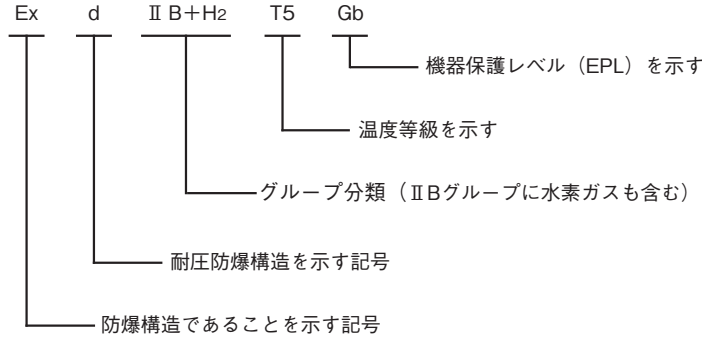 Ex d ⅡB+H2 T5 Gb
機器保護レベル(EPL)を示す
温度等級を示す
グループ分類(ⅡBグループに水素ガスも含む)
耐圧防爆構造を示す記号
防爆構造であることを示す記号